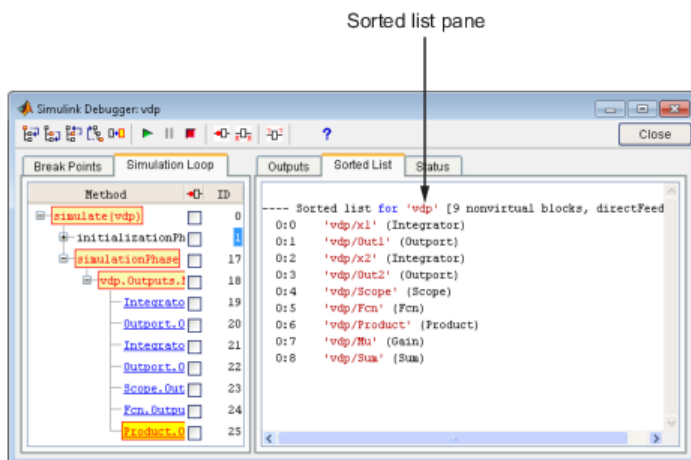 Sorted list pane
Simulink Debugger: vdp
?
Close
Break Points
Simulation Loop
Method
ID
simulate(vdp)
0
initializationPh
1
simulationPhase
17
vdp.Outputs.
18
Integrato
19
Outport.O
20
Integrato
21
Outport.O
22
Scope.Out
23
Fcn.Outpu
24
Product.O
25
Outputs
Sorted List
Status
---- Sorted list for 'vdp' [9 nonvirtual blocks, directFeed
0:0 'vdp/x1' (Integrator)
0:1 'vdp/Out1' (Outport)
0:2 'vdp/x2' (Integrator)
0:3 'vdp/Out2' (Outport)
0:4 'vdp/Scope' (Scope)
0:5 'vdp/Fcn' (Fcn)
0:6 'vdp/Product' (Product)
0:7 'vdp/Mu' (Gain)
0:8 'vdp/Sum' (Sum)